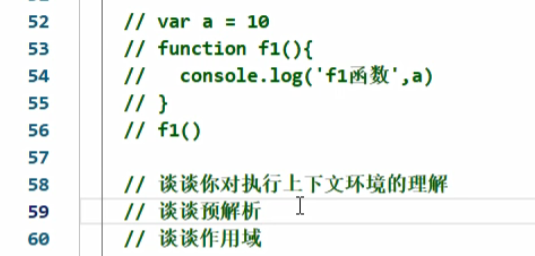 52 // var a = 10
53 // function f1(){
54 //   console.log('f1函数',a)
55 // }
56 // f1()
57
58 // 谈谈你对执行上下文环境的理解
59 // 谈谈预解析
60 // 谈谈作用域